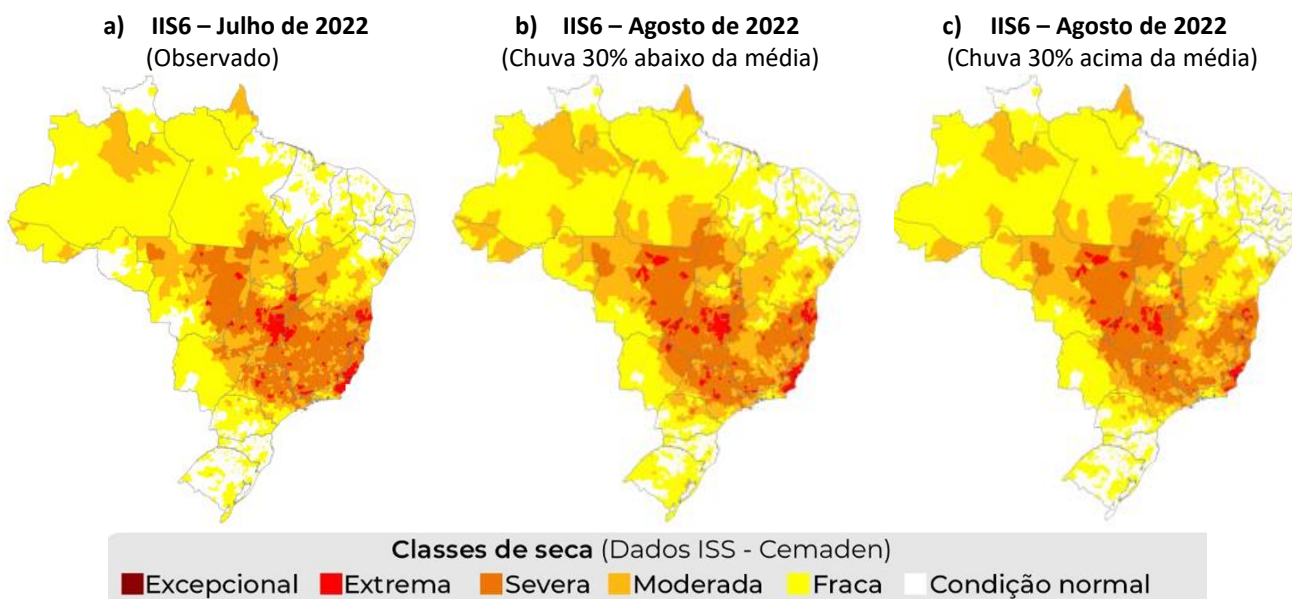 a) IIS6 – Julho de 2022
(Observado)
b) IIS6 – Agosto de 2022
(Chuva 30% abaixo da média)
c) IIS6 – Agosto de 2022
(Chuva 30% acima da média)
Classes de seca (Dados ISS - Cemaden)
Excepcional Extrema Severa Moderada Fraca Condição normal